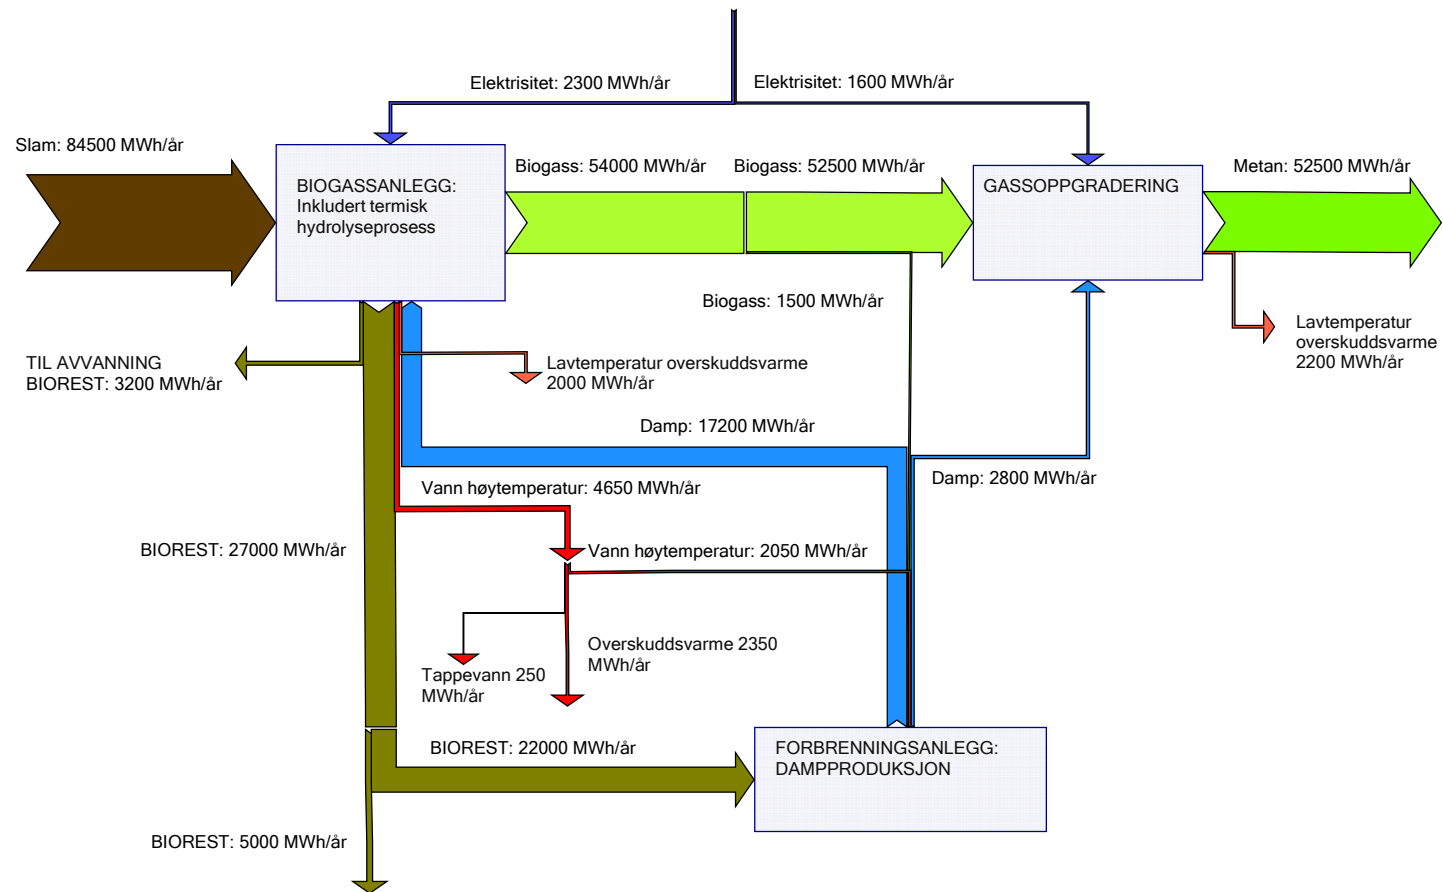 Elektrisitet: 2300 MWh/år
Elektrisitet: 1600 MWh/år
Slam: 84500 MWh/år
BIOGASSANLEGG:
Inkludert termisk
hydrolyseprosess
Biogass: 54000 MWh/år
Biogass: 52500 MWh/år
GASSOPPGRADERING
Metan: 52500 MWh/år
Biogass: 1500 MWh/år
Lavtemperatur
overskuddsvarme
2200 MWh/år
TIL AVVANNING
BIOREST: 3200 MWh/år
Lavtemperatur overskuddsvarme
2000 MWh/år
Damp: 17200 MWh/år
Damp: 2800 MWh/år
Vann høytemperatur: 4650 MWh/år
BIOREST: 27000 MWh/år
Vann høytemperatur: 2050 MWh/år
Overskuddsvarme 2350
MWh/år
Tappevann 250
MWh/år
BIOREST: 22000 MWh/år
FORBRENNINGSANLEGG:
DAMPPRODUKSJON
BIOREST: 5000 MWh/år